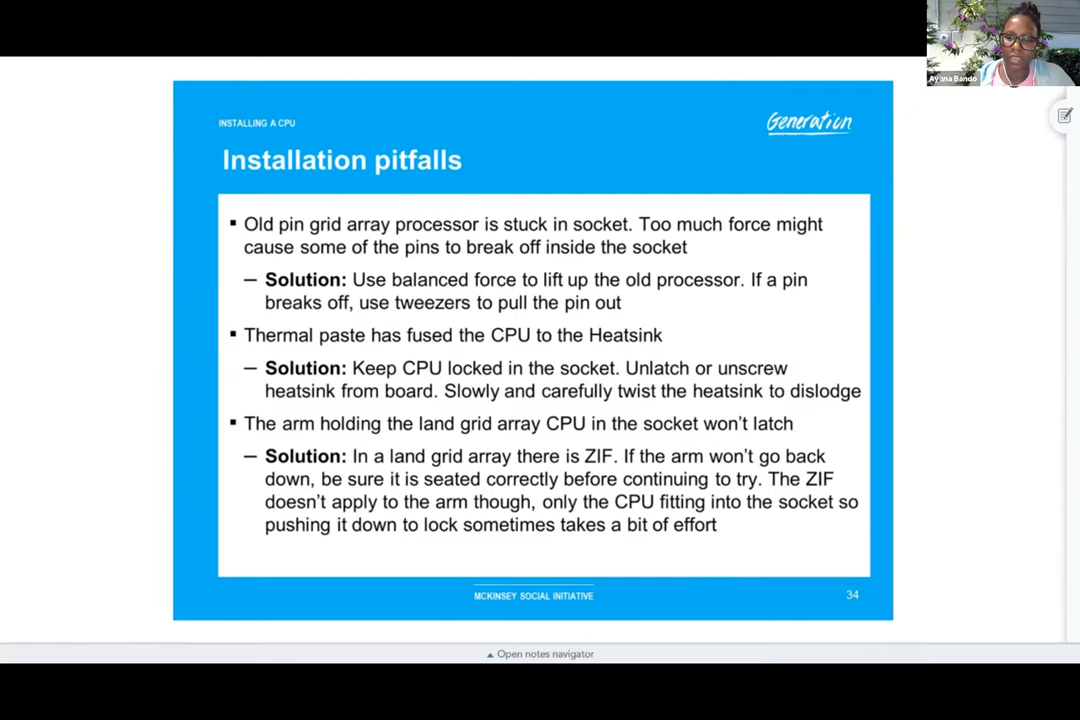 Ayana Bando
INSTALLING A CPU
Generation
Installation pitfalls
▪ Old pin grid array processor is stuck in socket. Too much force might
cause some of the pins to break off inside the socket
– Solution: Use balanced force to lift up the old processor. If a pin
breaks off, use tweezers to pull the pin out
▪ Thermal paste has fused the CPU to the Heatsink
– Solution: Keep CPU locked in the socket. Unlatch or unscrew
heatsink from board. Slowly and carefully twist the heatsink to dislodge
▪ The arm holding the land grid array CPU in the socket won't latch
– Solution: In a land grid array there is ZIF. If the arm won't go back
down, be sure it is seated correctly before continuing to try. The ZIF
doesn't apply to the arm though, only the CPU fitting into the socket so
pushing it down to lock sometimes takes a bit of effort
MCKINSEY SOCIAL INITIATIVE
34
▲ Open notes navigator